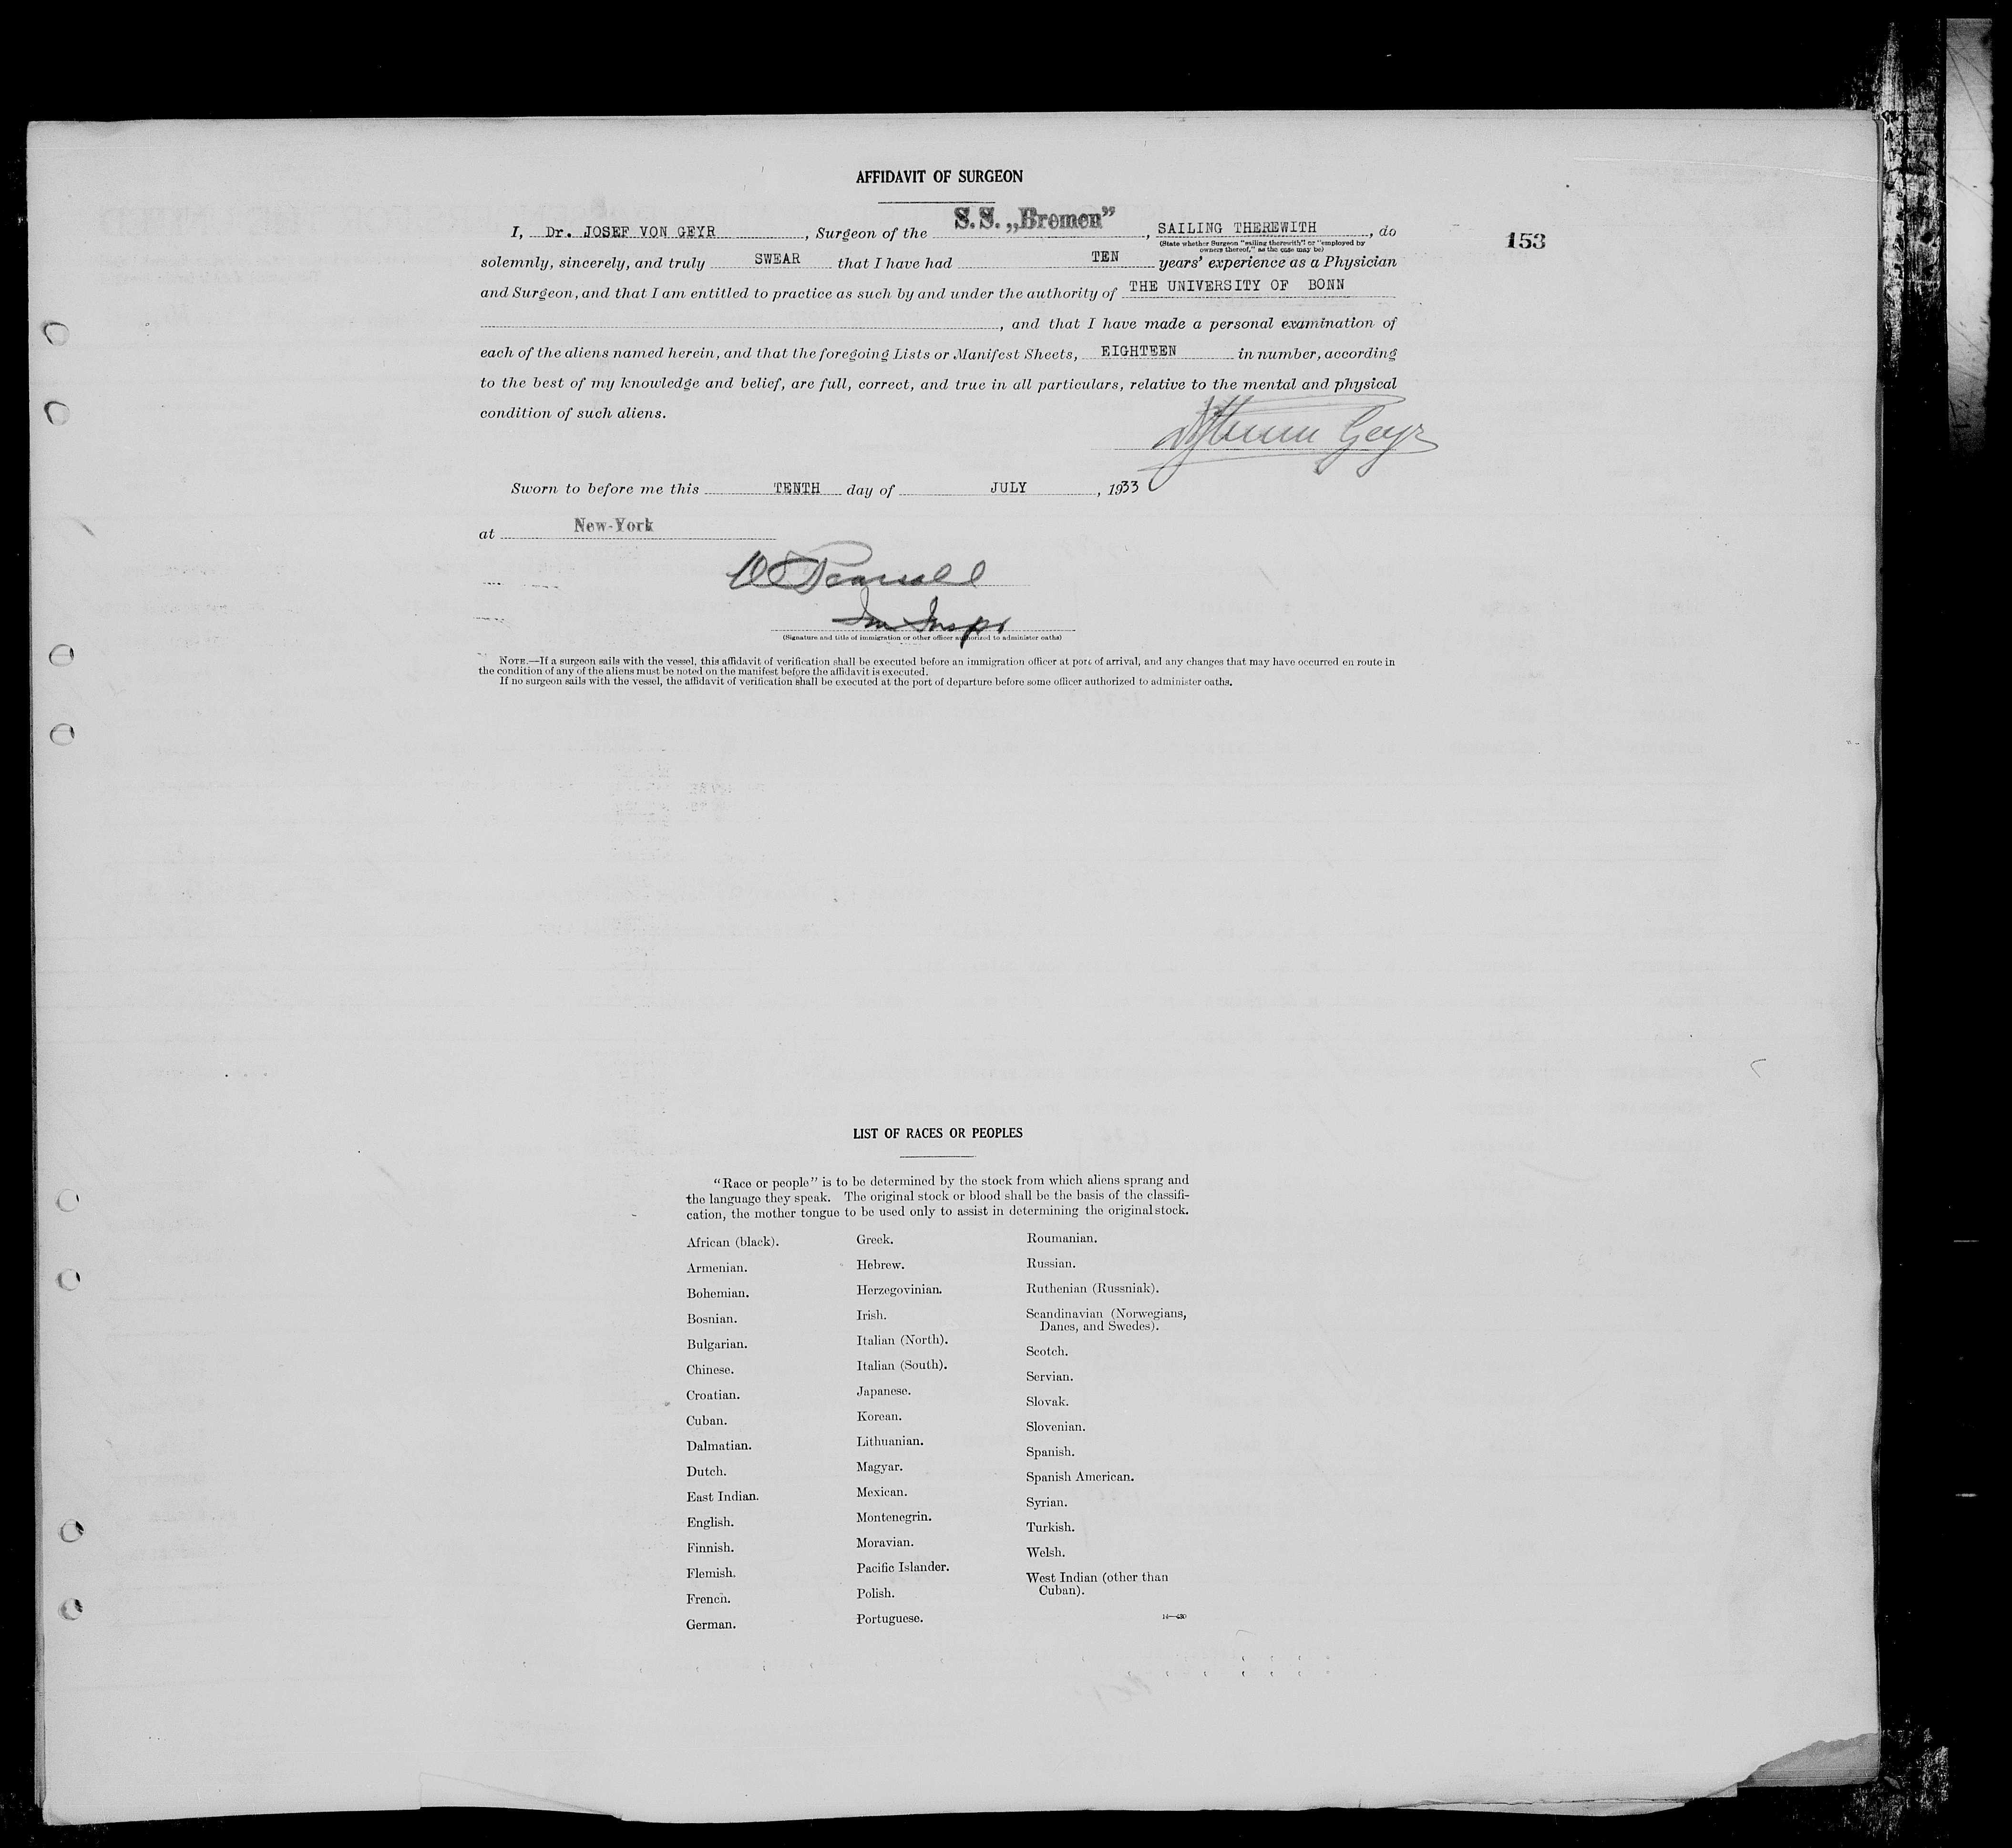 AFFIDAVIT OF SURGEON
I, Dr. JOSEF VON GEYR, Surgeon of the S.S. „Bremen”, SAILING THEREWITH, do
(State whether Surgeon "sailing therewith" or "employed by
owners thereof," as the case may be)
153
solemnly, sincerely, and truly SWEAR that I have had TEN years' experience as a Physician
and Surgeon, and that I am entitled to practice as such by and under the authority of THE UNIVERSITY OF BONN
, and that I have made a personal examination of
each of the aliens named herein, and that the foregoing Lists or Manifest Sheets, EIGHTEEN in number, according
to the best of my knowledge and belief, are full, correct, and true in all particulars, relative to the mental and physical
condition of such aliens.
Geyr
Sworn to before me this TENTH day of JULY, 1933
at New-York
Imm Inspr
(Signature and title of immigration or other officer authorized to administer oaths)
NOTE.—If a surgeon sails with the vessel, this affidavit of verification shall be executed before an immigration officer at port of arrival, and any changes that may have occurred en route in
the condition of any of the aliens must be noted on the manifest before the affidavit is executed.
If no surgeon sails with the vessel, the affidavit of verification shall be executed at the port of departure before some officer authorized to administer oaths.
LIST OF RACES OR PEOPLES
"Race or people" is to be determined by the stock from which aliens sprang and
the language they speak. The original stock or blood shall be the basis of the classifi-
cation, the mother tongue to be used only to assist in determining the original stock.
African (black).
Armenian.
Bohemian.
Bosnian.
Bulgarian.
Chinese.
Croatian.
Cuban.
Dalmatian.
Dutch.
East Indian.
English.
Finnish.
Flemish.
French.
German.
Greek.
Hebrew.
Herzegovinian.
Irish.
Italian (North).
Italian (South).
Japanese.
Korean.
Lithuanian.
Magyar.
Mexican.
Montenegrin.
Moravian.
Pacific Islander.
Polish.
Portuguese.
Roumanian.
Russian.
Ruthenian (Russniak).
Scandinavian (Norwegians,
Danes, and Swedes).
Scotch.
Servian.
Slovak.
Slovenian.
Spanish.
Spanish American.
Syrian.
Turkish.
Welsh.
West Indian (other than
Cuban).
14—430